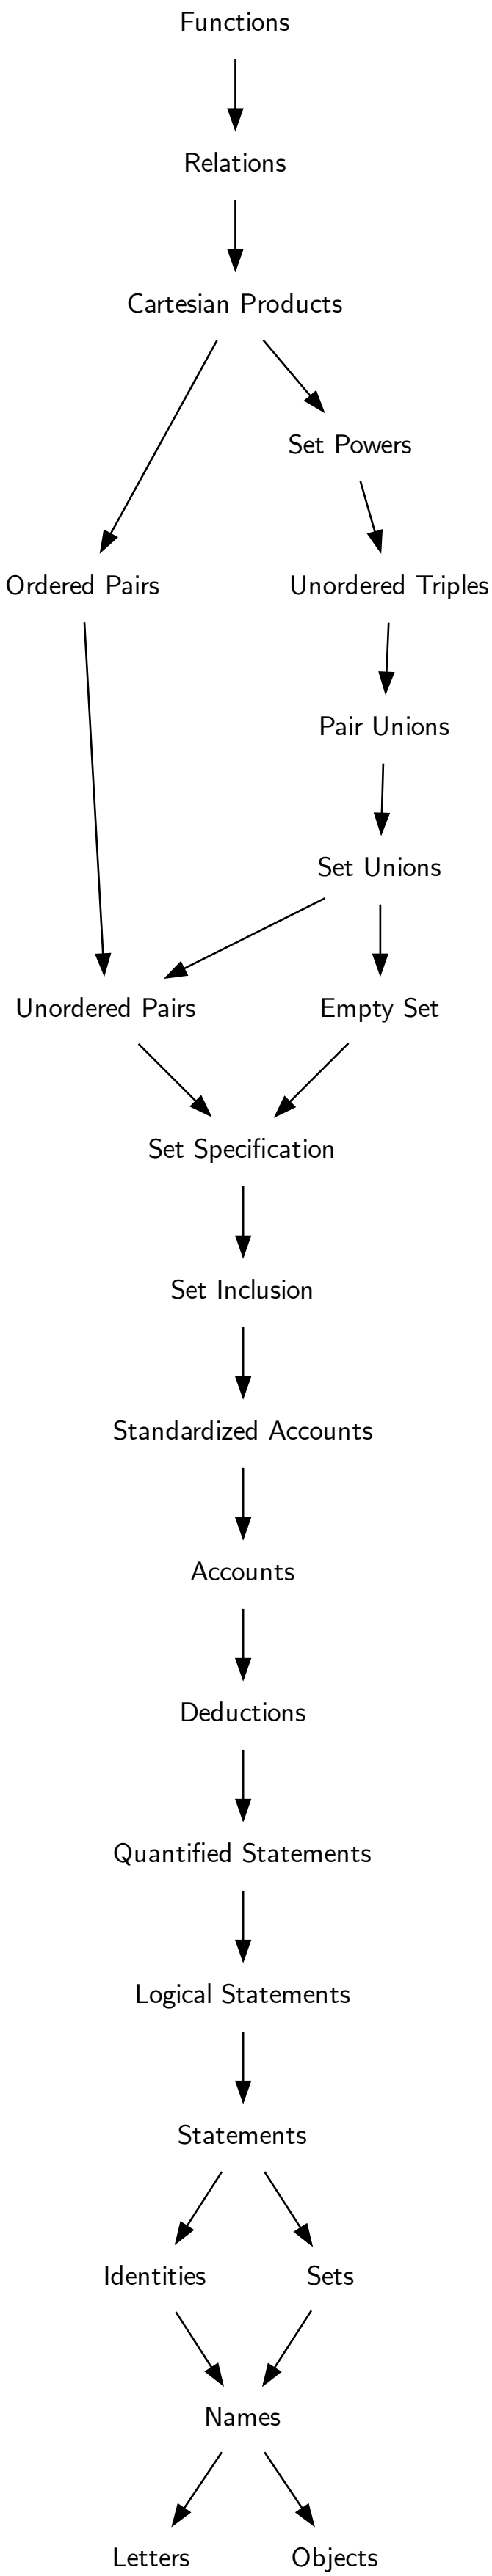 Functions
Relations
Cartesian Products
Set Powers
Ordered Pairs
Unordered Triples
Pair Unions
Set Unions
Unordered Pairs
Empty Set
Set Specification
Set Inclusion
Standardized Accounts
Accounts
Deductions
Quantified Statements
Logical Statements
Statements
Identities
Sets
Names
Letters
Objects